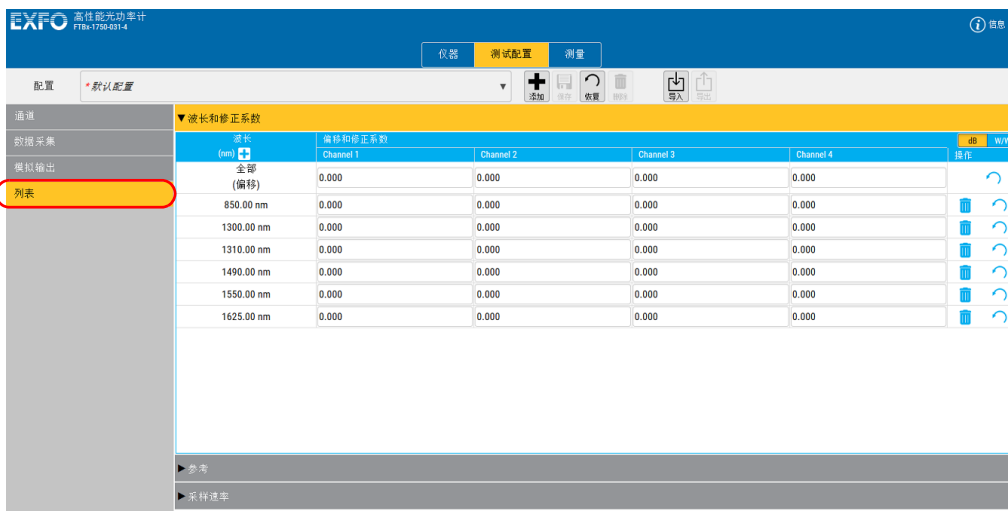 EXFO 高性能光功率计
FTBx-1750-031-4
信息
仪器 测试配置 测量
配置 *默认配置 添加 保存 恢复 删除 导入 导出
通道
数据采集
模拟输出
列表
波长和修正系数
波长 (nm) 偏移和修正系数 dB W/W
Channel 1 Channel 2 Channel 3 Channel 4 操作
全部 (偏移) 0.000 0.000 0.000 0.000
850.00 nm 0.000 0.000 0.000 0.000
1300.00 nm 0.000 0.000 0.000 0.000
1310.00 nm 0.000 0.000 0.000 0.000
1490.00 nm 0.000 0.000 0.000 0.000
1550.00 nm 0.000 0.000 0.000 0.000
1625.00 nm 0.000 0.000 0.000 0.000
参考
采样速率